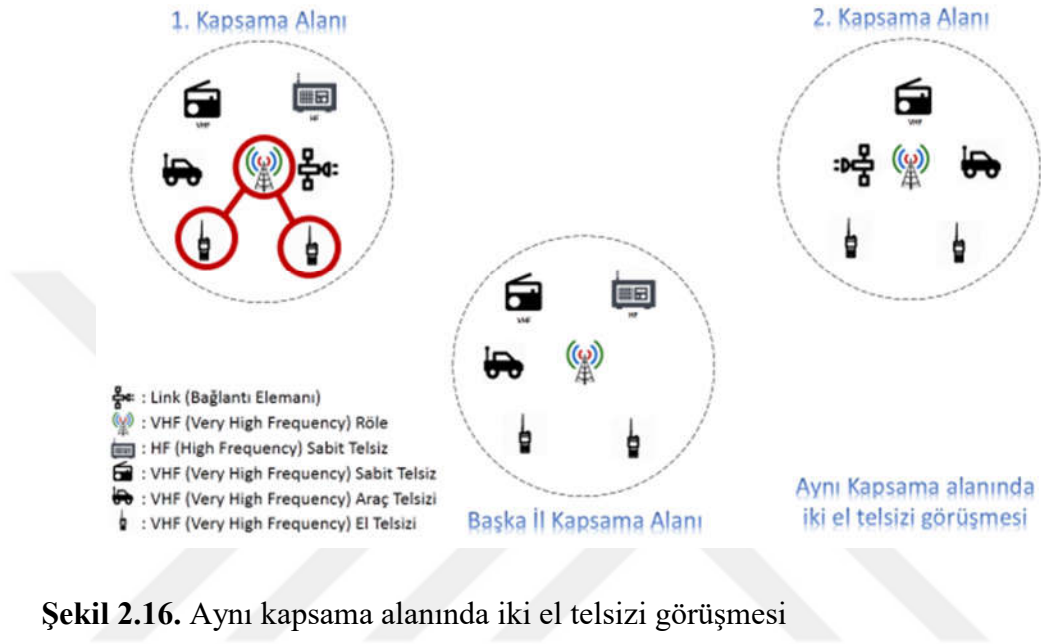 1. Kapsama Alanı
2. Kapsama Alanı
VHF
HF
VHF
VHF
HF
: Link (Bağlantı Elemanı)
: VHF (Very High Frequency) Röle
: HF (High Frequency) Sabit Telsiz
: VHF (Very High Frequency) Sabit Telsiz
: VHF (Very High Frequency) Araç Telsizi
: VHF (Very High Frequency) El Telsizi
Başka İl Kapsama Alanı
Aynı Kapsama alanında
iki el telsizi görüşmesi
Şekil 2.16. Aynı kapsama alanında iki el telsizi görüşmesi